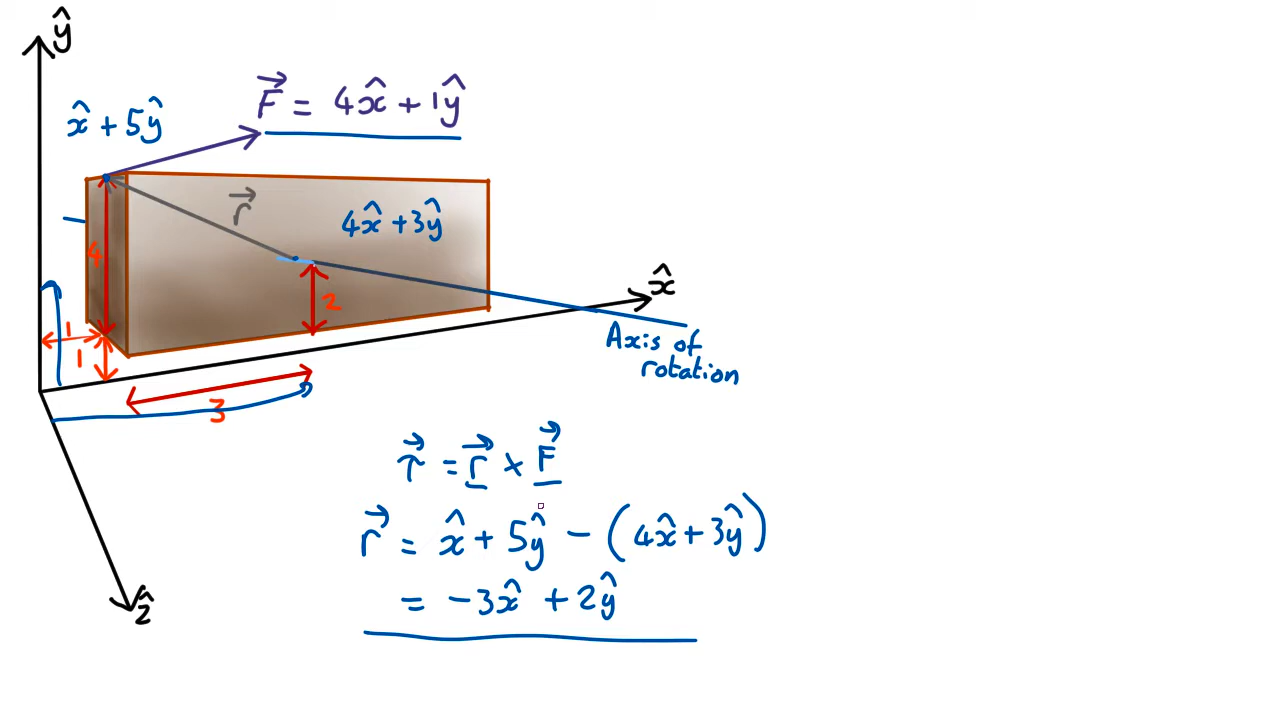 ŷ
F⃗ = 4x̂ + 1ŷ
x̂ + 5ŷ
r⃗
4x̂ + 3ŷ
4
2
x̂
1
1
Axis of
rotation
3
τ⃗ = r⃗ × F⃗
r⃗ = x̂ + 5ŷ − (4x̂ + 3ŷ)
= −3x̂ + 2ŷ
ẑ